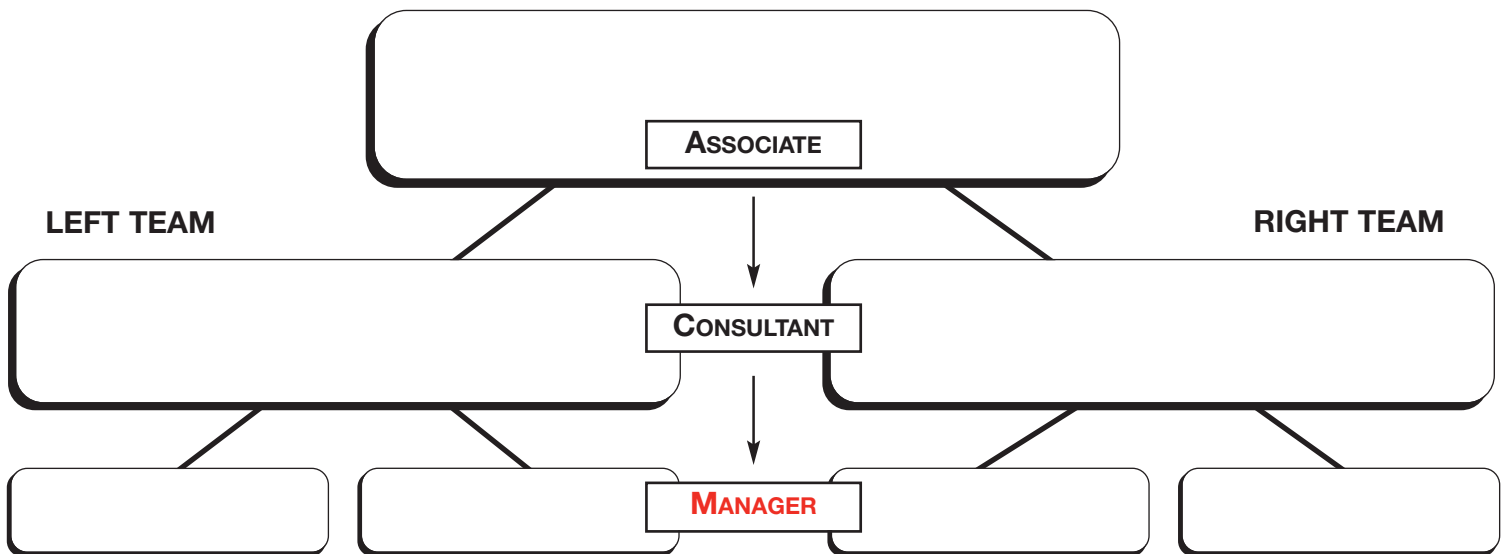 ASSOCIATE
LEFT TEAM
RIGHT TEAM
CONSULTANT
MANAGER